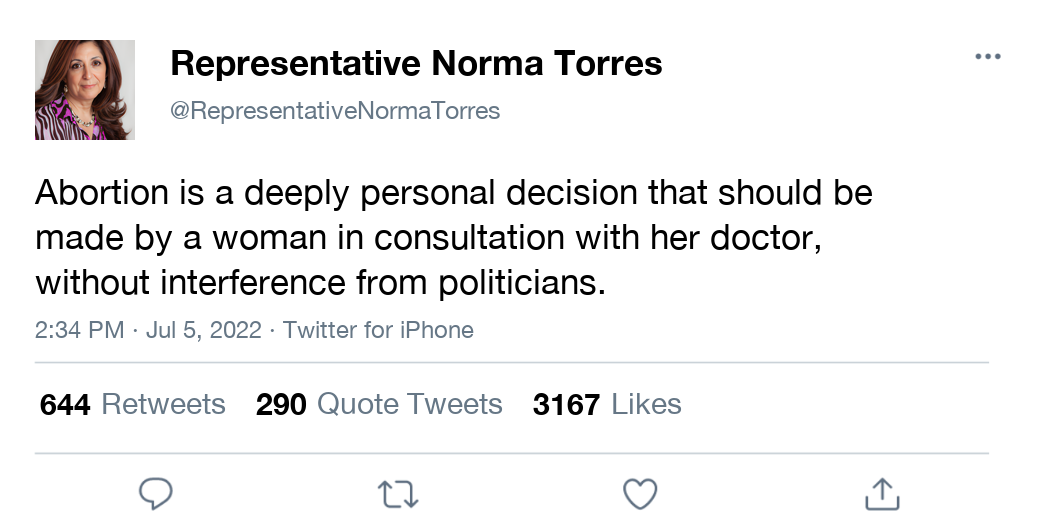 Representative Norma Torres
@RepresentativeNormaTorres
Abortion is a deeply personal decision that should be
made by a woman in consultation with her doctor,
without interference from politicians.
2:34 PM · Jul 5, 2022 · Twitter for iPhone
644 Retweets 290 Quote Tweets 3167 Likes